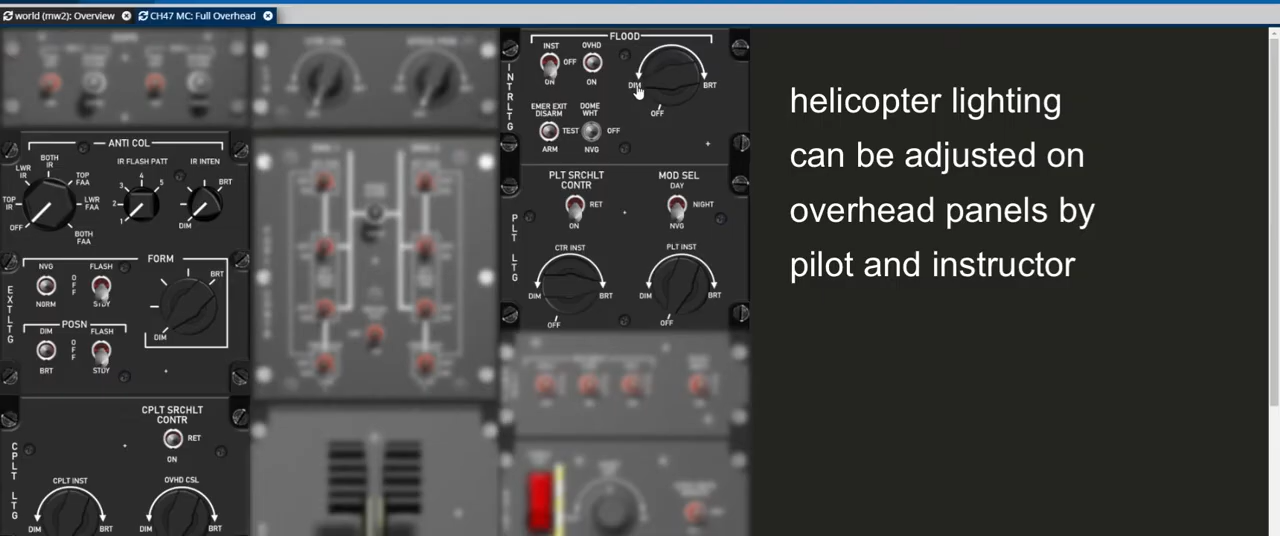 world (mw2): Overview
CH47 MC: Full Overhead
FLOOD
INST OVHD
OFF
ON ON
DIM BRT
OFF
EMER EXIT DISARM
DOME WHT
TEST OFF
ARM NVG
INTR LTG
ANTI COL
BOTH IR
IR FLASH PATT
IR INTEN
LWR IR
TOP FAA
TOP IR
LWR FAA
OFF
BOTH FAA
1 2 3 4 5
BRT
DIM
FORM
NVG
FLASH
OFF
NORM
STDY
BRT
DIM
EXT LTG
POSN
DIM
FLASH
OFF
BRT
STDY
PLT SRCHLT CONTR
MOD SEL
DAY
RET
NIGHT
ON
NVG
PLT LTG
CTR INST
PLT INST
DIM BRT
DIM BRT
OFF
OFF
CPLT SRCHLT CONTR
RET
ON
CPLT LTG
CPLT INST
OVHD CSL
DIM BRT
DIM BRT
helicopter lighting
can be adjusted on
overhead panels by
pilot and instructor